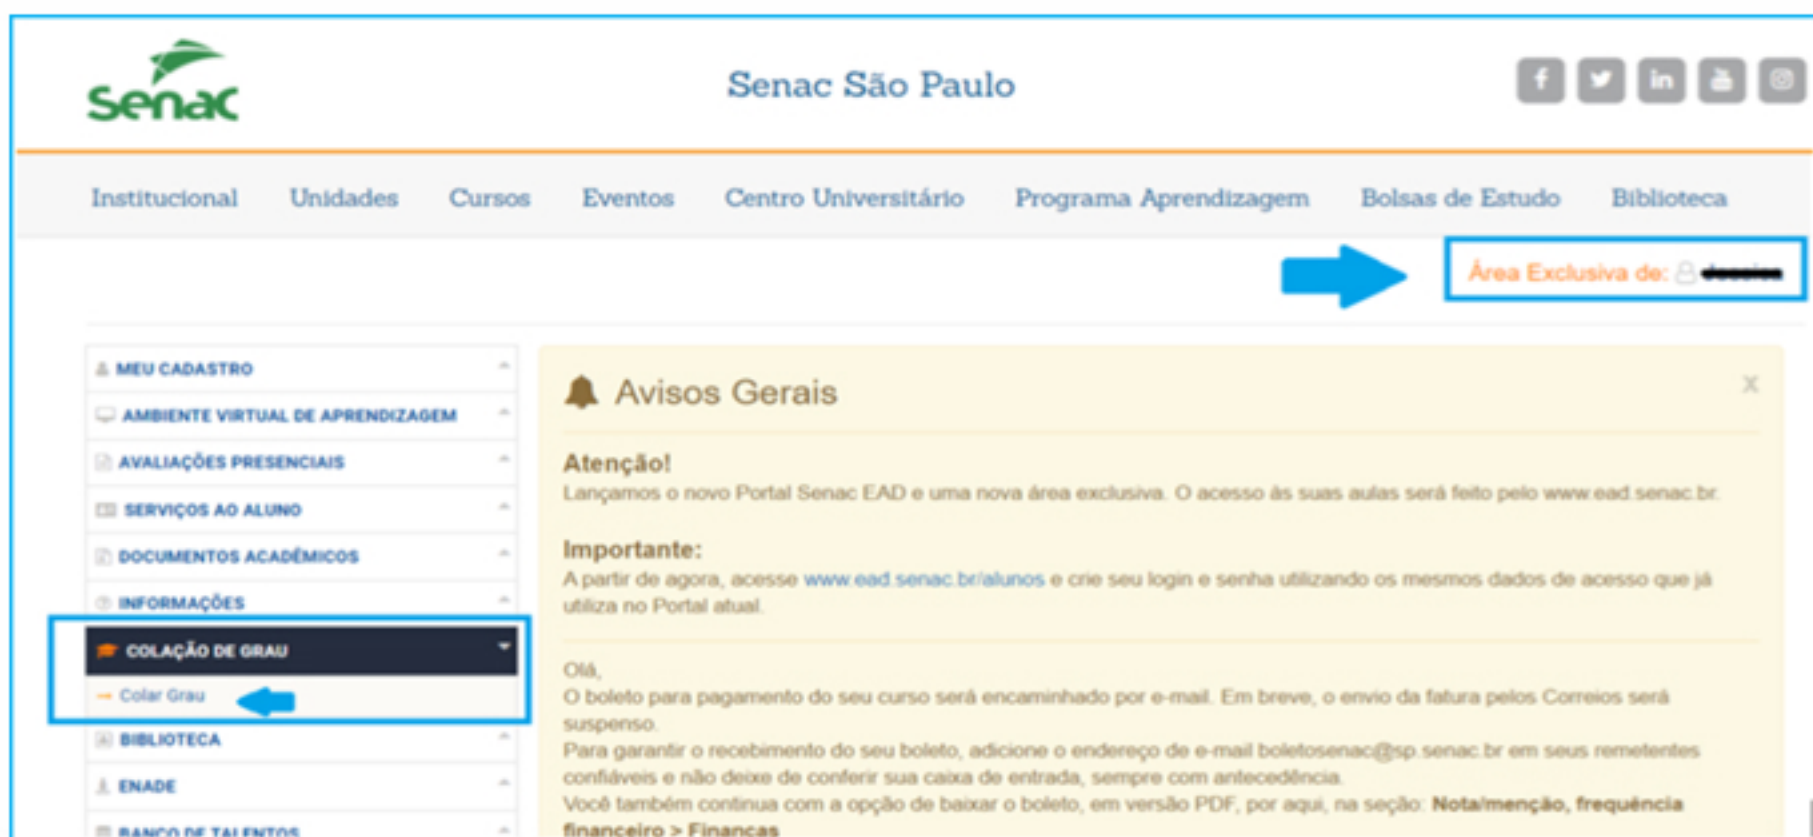 Senac
Senac São Paulo
Institucional Unidades Cursos Eventos Centro Universitário Programa Aprendizagem Bolsas de Estudo Biblioteca
Área Exclusiva de:
MEU CADASTRO
AMBIENTE VIRTUAL DE APRENDIZAGEM
AVALIAÇÕES PRESENCIAIS
SERVIÇOS AO ALUNO
DOCUMENTOS ACADÊMICOS
INFORMAÇÕES
COLAÇÃO DE GRAU
Colar Grau
BIBLIOTECA
ENADE
BANCO DE TALENTOS
Avisos Gerais
x
Atenção!
Lançamos o novo Portal Senac EAD e uma nova área exclusiva. O acesso às suas aulas será feito pelo www.ead.senac.br.
Importante:
A partir de agora, acesse www.ead.senac.br/alunos e crie seu login e senha utilizando os mesmos dados de acesso que já
utiliza no Portal atual.
Olá,
O boleto para pagamento do seu curso será encaminhado por e-mail. Em breve, o envio da fatura pelos Correios será
suspenso.
Para garantir o recebimento do seu boleto, adicione o endereço de e-mail boletosenac@sp.senac.br em seus remetentes
confiáveis e não deixe de conferir sua caixa de entrada, sempre com antecedência.
Você também continua com a opção de baixar o boleto, em versão PDF, por aqui, na seção: Nota/menção, frequência
financeiro > Finanças